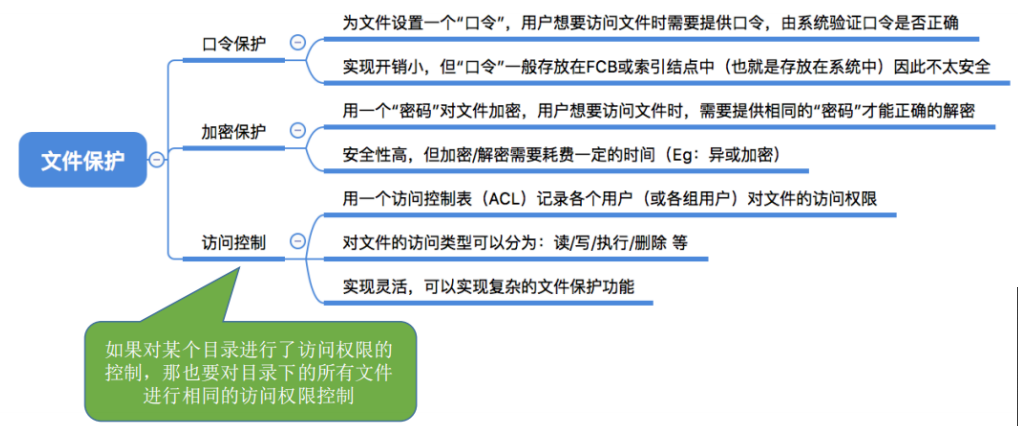 文件保护
口令保护
为文件设置一个“口令”，用户想要访问文件时需要提供口令，由系统验证口令是否正确
实现开销小，但“口令”一般存放在FCB或索引结点中（也就是存放在系统中）因此不太安全
加密保护
用一个“密码”对文件加密，用户想要访问文件时，需要提供相同的“密码”才能正确的解密
安全性高，但加密/解密需要耗费一定的时间（Eg：异或加密）
访问控制
用一个访问控制表（ACL）记录各个用户（或各组用户）对文件的访问权限
对文件的访问类型可以分为：读/写/执行/删除 等
实现灵活，可以实现复杂的文件保护功能
如果对某个目录进行了访问权限的
控制，那也要对目录下的所有文件
进行相同的访问权限控制